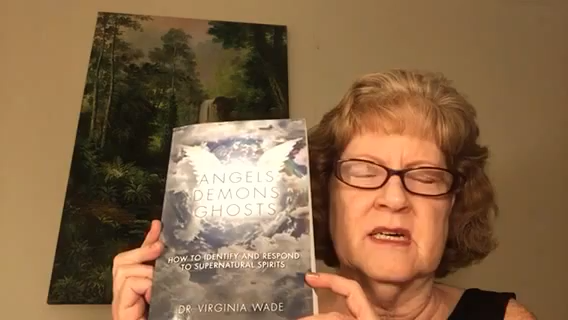 ANGELS
DEMONS
GHOSTS
HOW TO IDENTIFY AND RESPOND
TO SUPERNATURAL SPIRITS
DR. VIRGINIA WADE